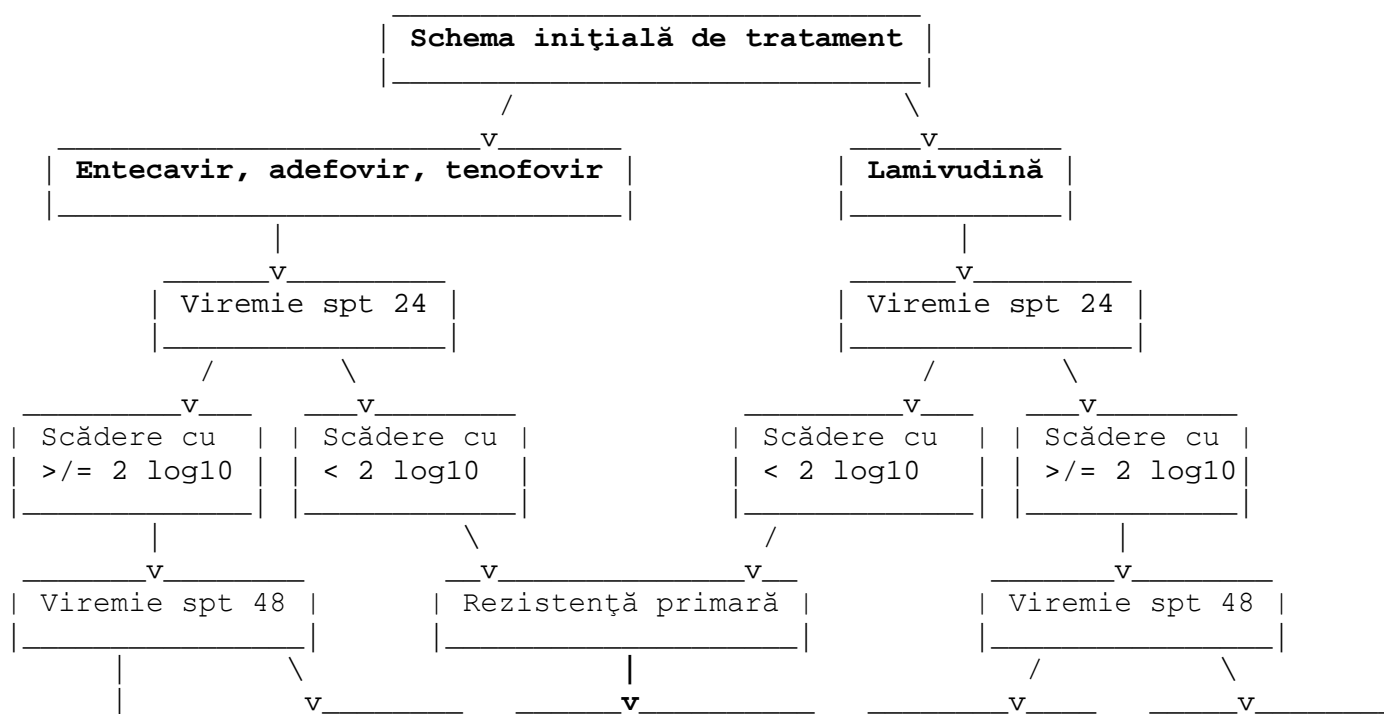 Schema iniţială de tratament
Entecavir, adefovir, tenofovir Lamivudină
Viremie spt 24 Viremie spt 24
Scădere cu Scădere cu Scădere cu Scădere cu
>/= 2 log10 < 2 log10 < 2 log10 >/= 2 log10
Viremie spt 48 Rezistenţă primară Viremie spt 48